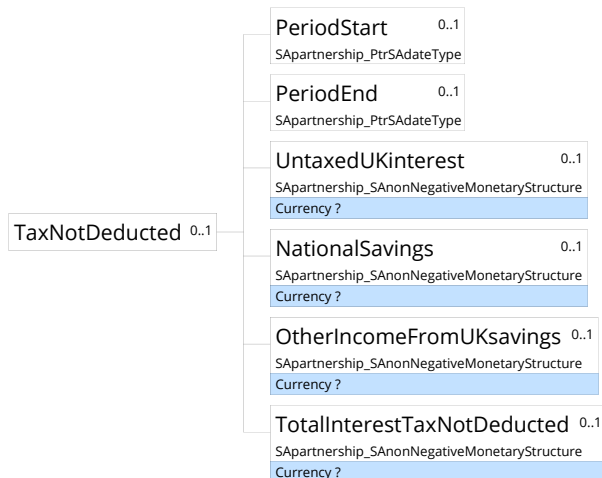 PeriodStart 0..1
SApartnership_PtrSAdateType
PeriodEnd 0..1
SApartnership_PtrSAdateType
UntaxedUKinterest 0..1
SApartnership_SAnonNegativeMonetaryStructure
Currency ?
TaxNotDeducted 0..1
NationalSavings 0..1
SApartnership_SAnonNegativeMonetaryStructure
Currency ?
OtherIncomeFromUKsavings 0..1
SApartnership_SAnonNegativeMonetaryStructure
Currency ?
TotalInterestTaxNotDeducted 0..1
SApartnership_SAnonNegativeMonetaryStructure
Currency ?